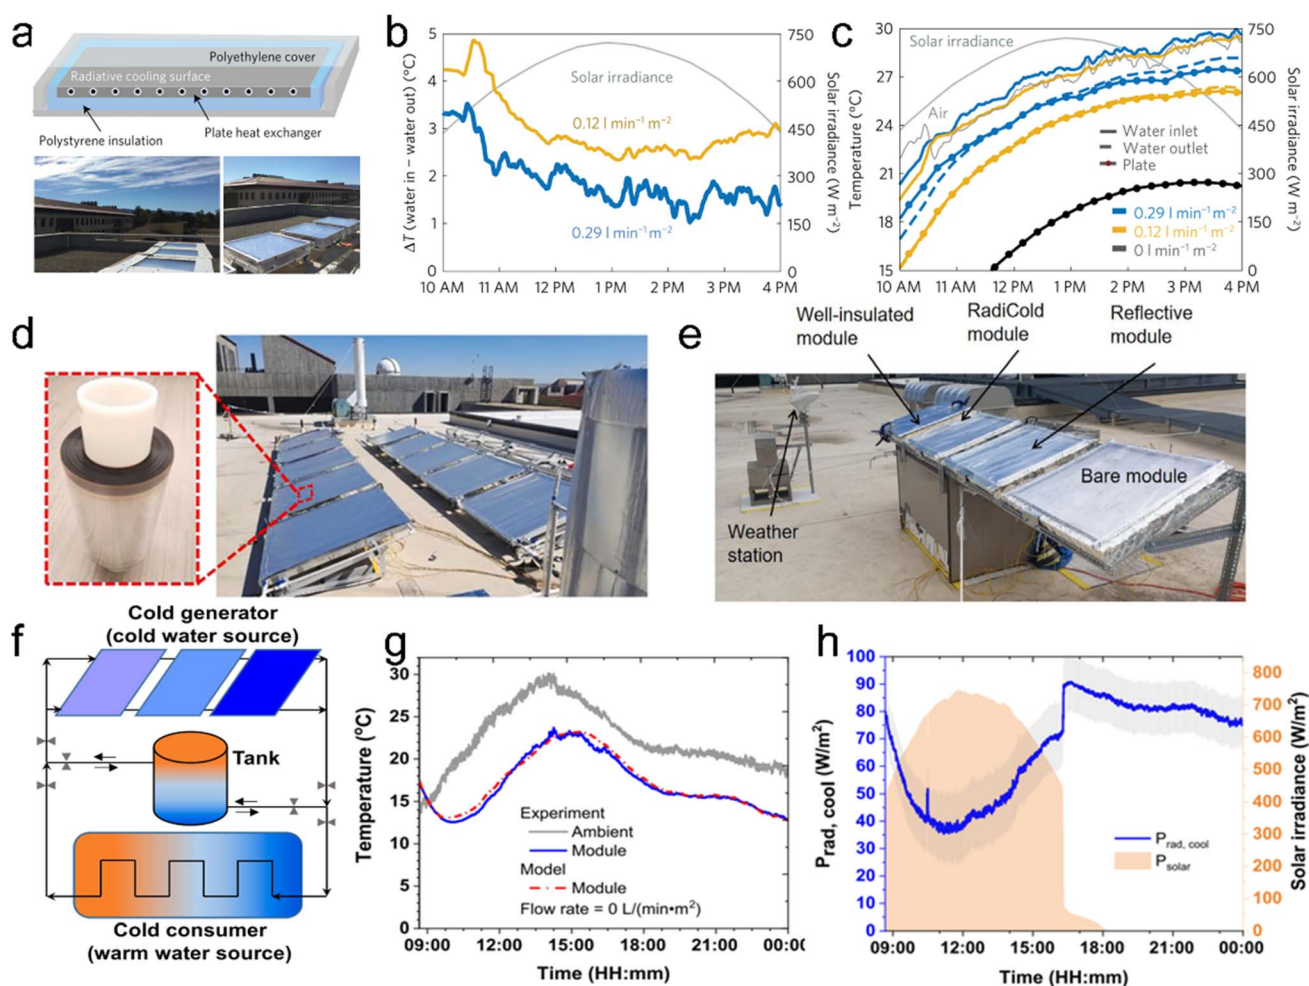 a
Polyethylene cover
Radiative cooling surface
Polystyrene insulation
Plate heat exchanger
b
ΔT (water in − water out) (°C)
5
4
3
2
1
0
Solar irradiance
0.12 l min⁻¹ m⁻²
0.29 l min⁻¹ m⁻²
750
600
450
300
150
0
Solar irradiance (W m⁻²)
10 AM 11 AM 12 PM 1 PM 2 PM 3 PM 4 PM
c
Temperature (°C)
30
27
24
21
18
15
Solar irradiance
Air
Water inlet
Water outlet
Plate
0.29 l min⁻¹ m⁻²
0.12 l min⁻¹ m⁻²
0 l min⁻¹ m⁻²
750
600
450
300
150
0
Solar irradiance (W m⁻²)
10 AM 11 AM 12 PM 1 PM 2 PM 3 PM 4 PM
d
e
Well-insulated
module
RadiCold
module
Reflective
module
Bare module
Weather
station
f
Cold generator
(cold water source)
Tank
Cold consumer
(warm water source)
g
Temperature (°C)
30
25
20
15
10
5
0
Experiment
Ambient
Module
Model
Module
Flow rate = 0 L/(min•m²)
09:00 12:00 15:00 18:00 21:00 00:00
Time (HH:mm)
h
P rad, cool (W/m²)
100
90
80
70
60
50
40
30
20
10
0
P rad, cool
P solar
800
700
600
500
400
300
200
100
0
Solar irradiance (W/m²)
09:00 12:00 15:00 18:00 21:00 00:00
Time (HH:mm)